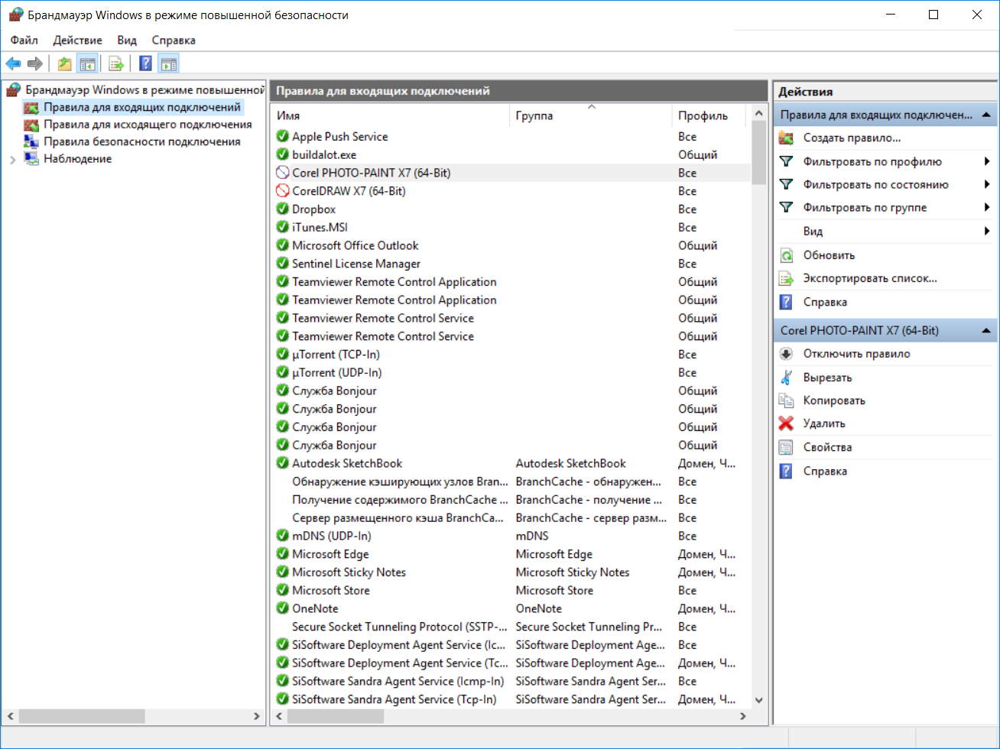 Брандмауэр Windows в режиме повышенной безопасности
Файл Действие Вид Справка
Брандмауэр Windows в режиме повышенной
Правила для входящих подключений
Правила для исходящего подключения
Правила безопасности подключения
Наблюдение
Правила для входящих подключений
Имя Группа Профиль
Apple Push Service Все
buildalot.exe Общий
Corel PHOTO-PAINT X7 (64-Bit) Все
CorelDRAW X7 (64-Bit) Все
Dropbox Все
iTunes.MSI Все
Microsoft Office Outlook Общий
Sentinel License Manager Все
Teamviewer Remote Control Application Общий
Teamviewer Remote Control Application Общий
Teamviewer Remote Control Service Общий
Teamviewer Remote Control Service Общий
µTorrent (TCP-In) Все
µTorrent (UDP-In) Все
Служба Bonjour Общий
Служба Bonjour Общий
Служба Bonjour Общий
Служба Bonjour Общий
Autodesk SketchBook Autodesk SketchBook Домен, Ч...
Обнаружение кэширующих узлов Bran... BranchCache - обнаружен... Все
Получение содержимого BranchCache ... BranchCache - получение ... Все
Сервер размещенного кэша BranchCa... BranchCache - сервер разм... Все
mDNS (UDP-In) mDNS Все
Microsoft Edge Microsoft Edge Домен, Ч...
Microsoft Sticky Notes Microsoft Sticky Notes Домен, Ч...
Microsoft Store Microsoft Store Все
OneNote OneNote Домен, Ч...
Secure Socket Tunneling Protocol (SSTP-... Secure Socket Tunneling Pr... Все
SiSoftware Deployment Agent Service (Ic... SiSoftware Deployment Age... Все
SiSoftware Deployment Agent Service (Tc... SiSoftware Deployment Age... Домен, Ч...
SiSoftware Sandra Agent Service (Icmp-In) SiSoftware Sandra Agent Ser... Все
SiSoftware Sandra Agent Service (Tcp-In) SiSoftware Sandra Agent Ser... Домен, Ч...
Действия
Правила для входящих подключен...
Создать правило...
Фильтровать по профилю
Фильтровать по состоянию
Фильтровать по группе
Вид
Обновить
Экспортировать список...
Справка
Corel PHOTO-PAINT X7 (64-Bit)
Отключить правило
Вырезать
Копировать
Удалить
Свойства
Справка